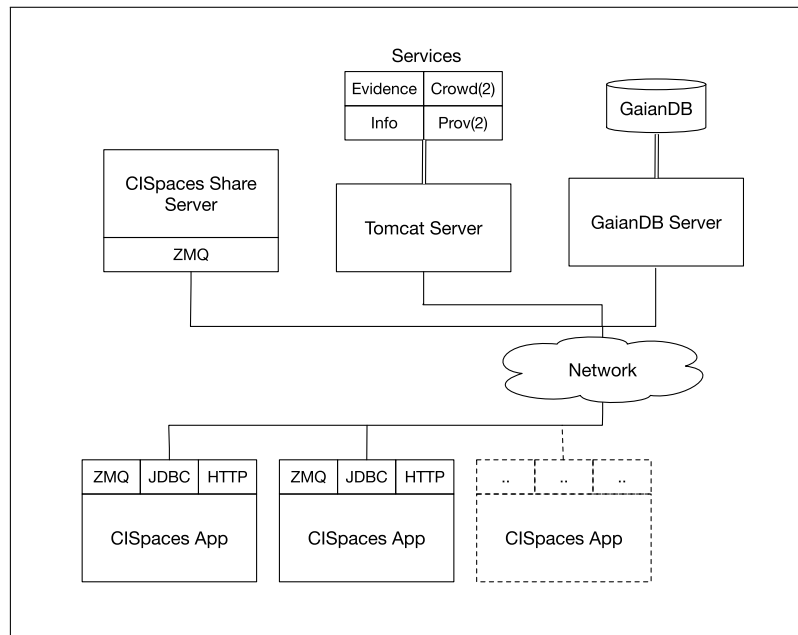 Services
Evidence
Crowd(2)
Info
Prov(2)
GaianDB
CISpaces Share
Server
ZMQ
Tomcat Server
GaianDB Server
Network
ZMQ
JDBC
HTTP
CISpaces App
ZMQ
JDBC
HTTP
CISpaces App
..
..
..
CISpaces App